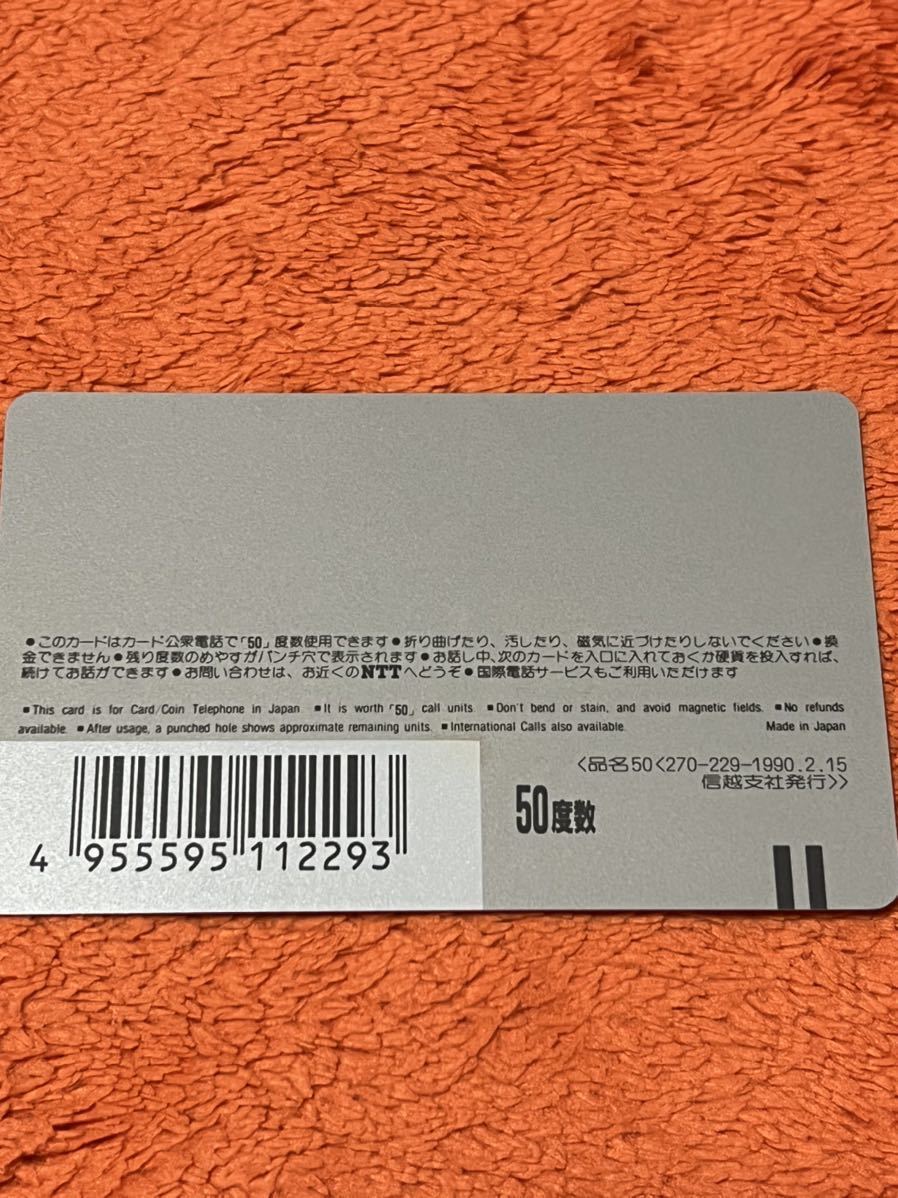 ●このカードはカード公衆電話で「50」度数使用できます●折り曲げたり、汚したり、磁気に近づけたりしないでください●換
金できません●残り度数のめやすがパンチ穴で表示されます●お話し中、次のカードを入口に入れておくか硬貨を投入すれば、
続けてお話ができます●お問い合わせは、お近くのNTTへどうぞ●国際電話サービスもご利用いただけます
■This card is for Card/Coin Telephone in Japan. ■It is worth「50」call units. ■Don't bend or stain, and avoid magnetic fields. ■No refunds
available. ■After usage, a punched hole shows approximate remaining units. ■International Calls also available. Made in Japan
〈品名50〈270-229-1990.2.15
信越支社発行〉〉
50度数
4 955595 112293